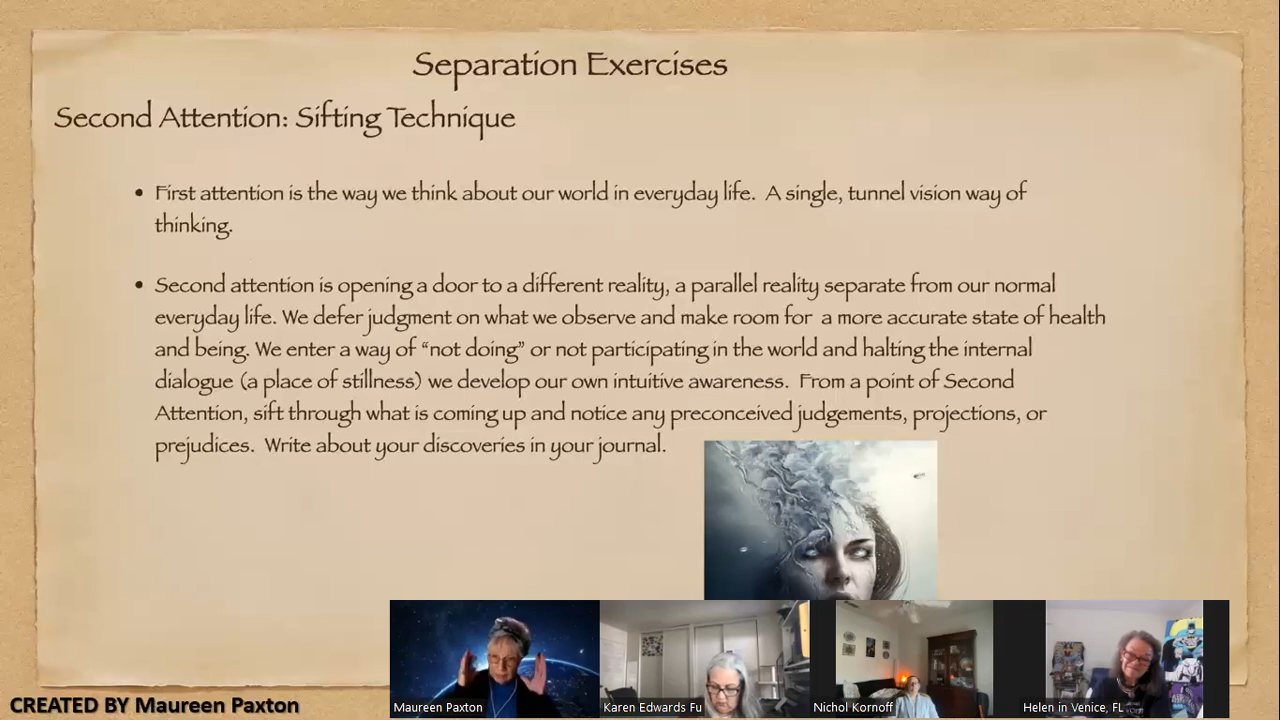 Separation Exercises
Second Attention: Sifting Technique
• First attention is the way we think about our world in everyday life. A single, tunnel vision way of
thinking.
• Second attention is opening a door to a different reality, a parallel reality separate from our normal
everyday life. We defer judgment on what we observe and make room for a more accurate state of health
and being. We enter a way of “not doing” or not participating in the world and halting the internal
dialogue (a place of stillness) we develop our own intuitive awareness. From a point of Second
Attention, sift through what is coming up and notice any preconceived judgements, projections, or
prejudices. Write about your discoveries in your journal.
CREATED BY Maureen Paxton
Maureen Paxton
Karen Edwards Fu
Nichol Kornoff
Helen in Venice, FL